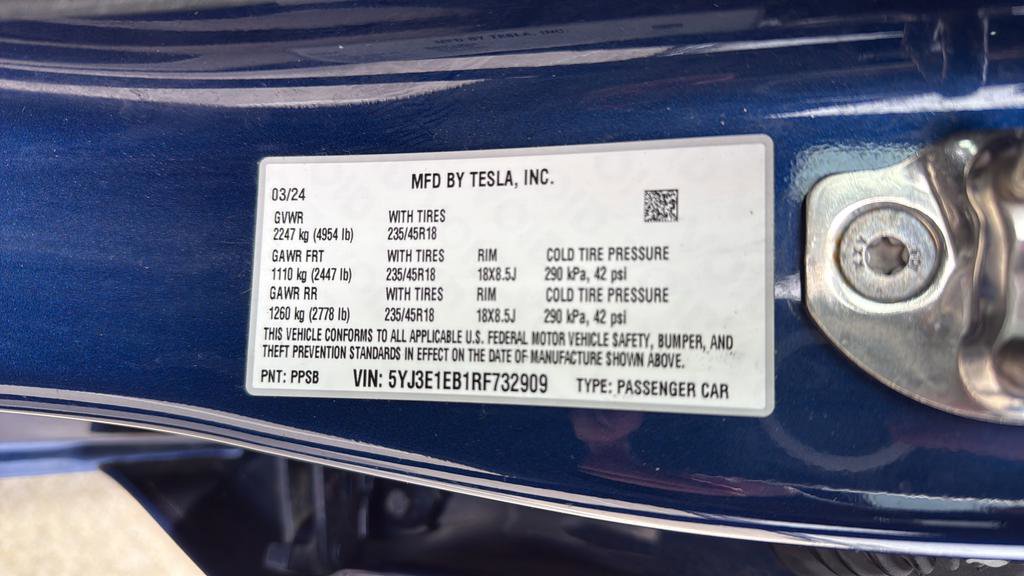 MFD BY TESLA, INC.
03/24
GVWR WITH TIRES
2247 kg (4954 lb) 235/45R18
GAWR FRT WITH TIRES RIM COLD TIRE PRESSURE
1110 kg (2447 lb) 235/45R18 18X8.5J 290 kPa, 42 psi
GAWR RR WITH TIRES RIM COLD TIRE PRESSURE
1260 kg (2778 lb) 235/45R18 18X8.5J 290 kPa, 42 psi
THIS VEHICLE CONFORMS TO ALL APPLICABLE U.S. FEDERAL MOTOR VEHICLE SAFETY, BUMPER, AND
THEFT PREVENTION STANDARDS IN EFFECT ON THE DATE OF MANUFACTURE SHOWN ABOVE.
PNT: PPSB VIN: 5YJ3E1EB1RF732909 TYPE: PASSENGER CAR